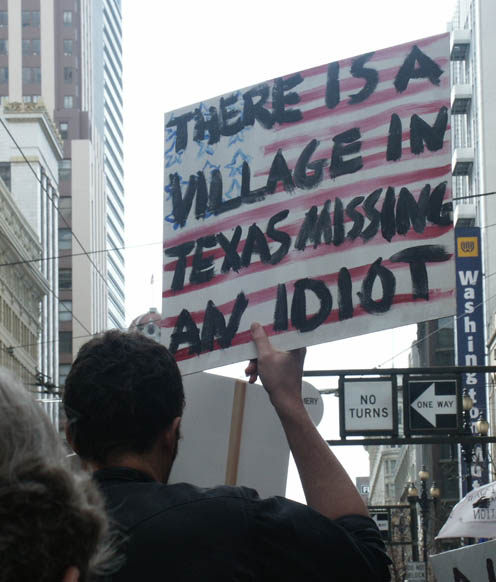 THERE IS A
VILLAGE IN
TEXAS MISSING
AN IDIOT
NO
TURNS
ONE WAY
Washing